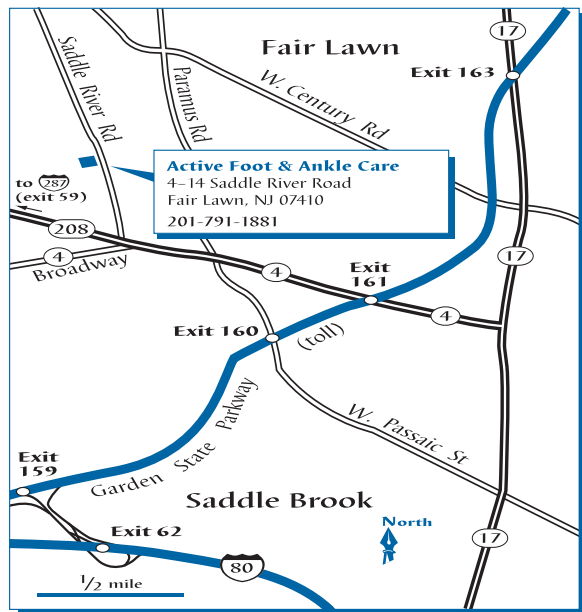 Fair Lawn
17
Saddle River Rd
Paramus Rd
W. Century Rd
Exit 163
Active Foot & Ankle Care
4–14 Saddle River Road
Fair Lawn, NJ 07410
201-791-1881
to 287
(exit 59)
208
4
Broadway
4
Exit
161
17
4
Exit 160
(toll)
W. Passaic St
Garden State Parkway
Exit
159
Saddle Brook
North
Exit 62
17
80
1/2 mile